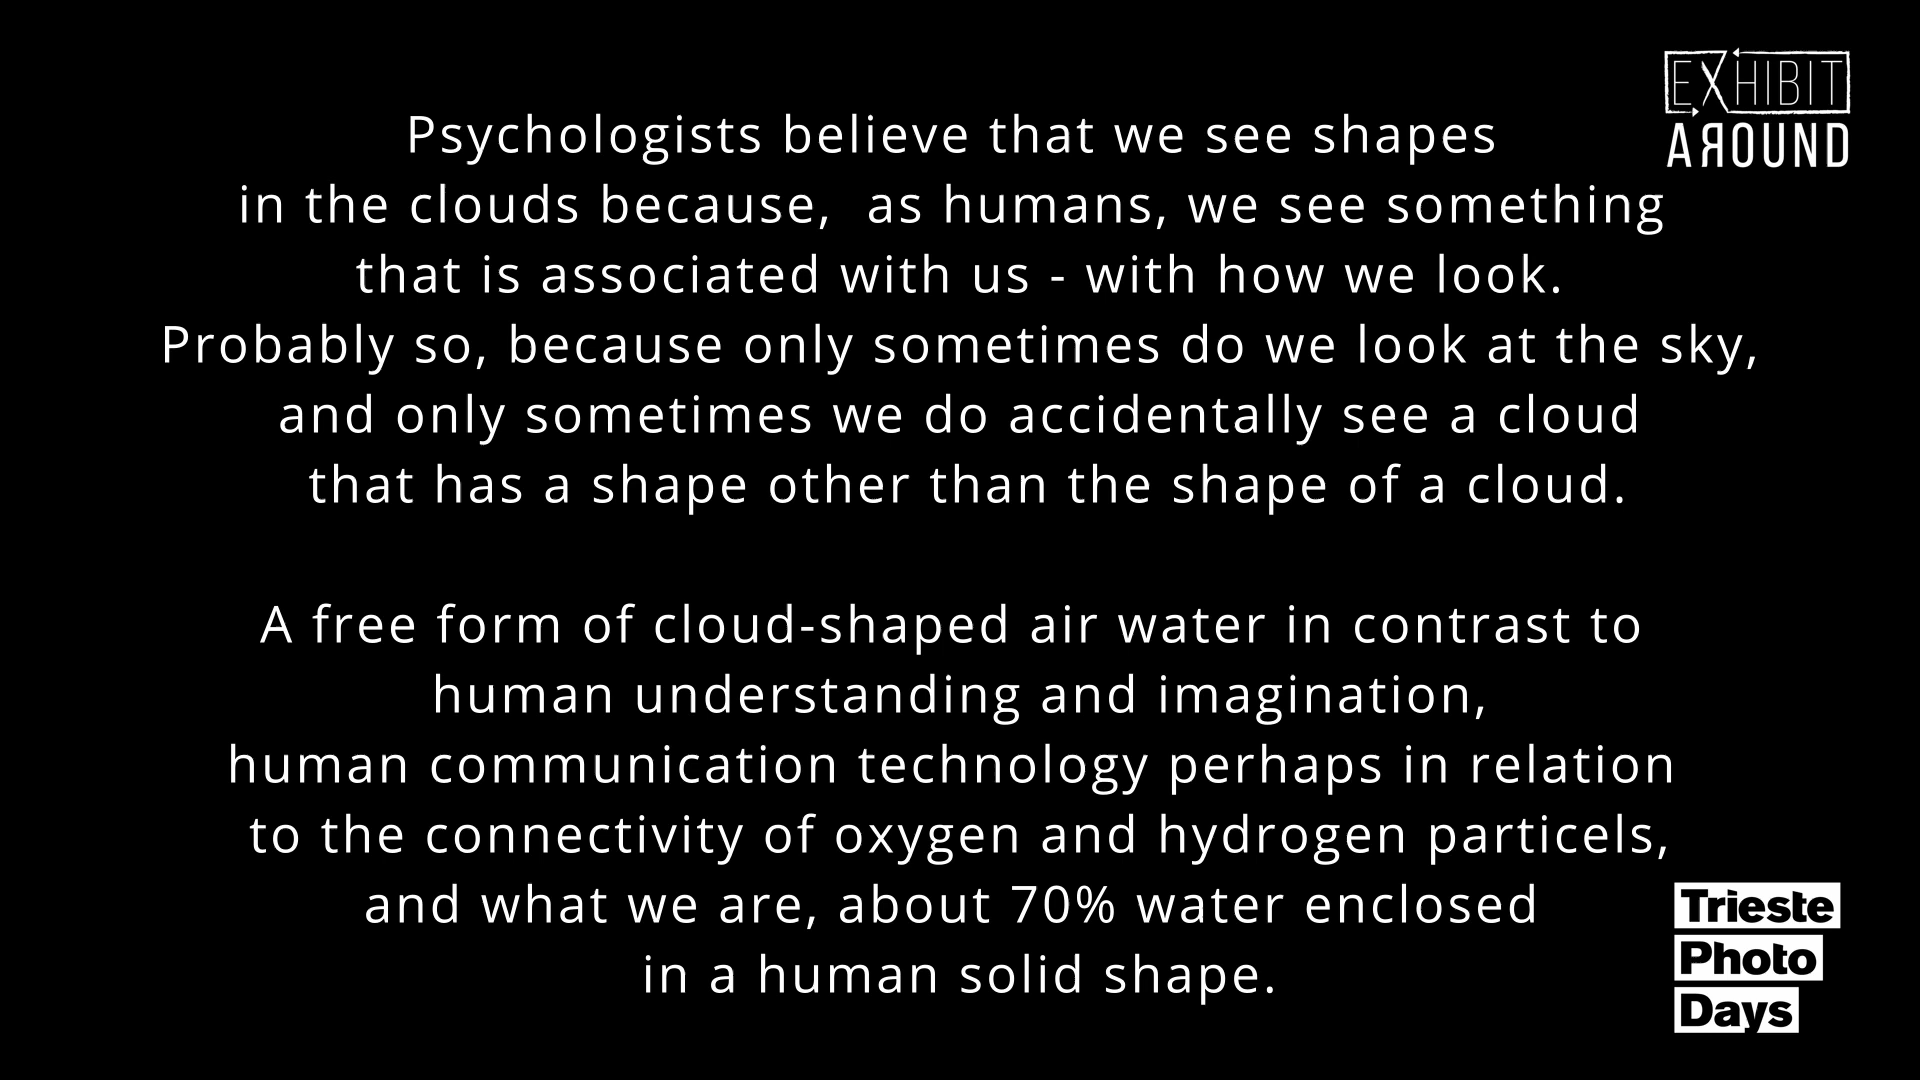 EXHIBIT
AROUND
Psychologists believe that we see shapes
in the clouds because,  as humans, we see something
that is associated with us - with how we look.
Probably so, because only sometimes do we look at the sky,
and only sometimes we do accidentally see a cloud
that has a shape other than the shape of a cloud.
A free form of cloud-shaped air water in contrast to
human understanding and imagination,
human communication technology perhaps in relation
to the connectivity of oxygen and hydrogen particels,
and what we are, about 70% water enclosed
in a human solid shape.
Trieste
Photo
Days